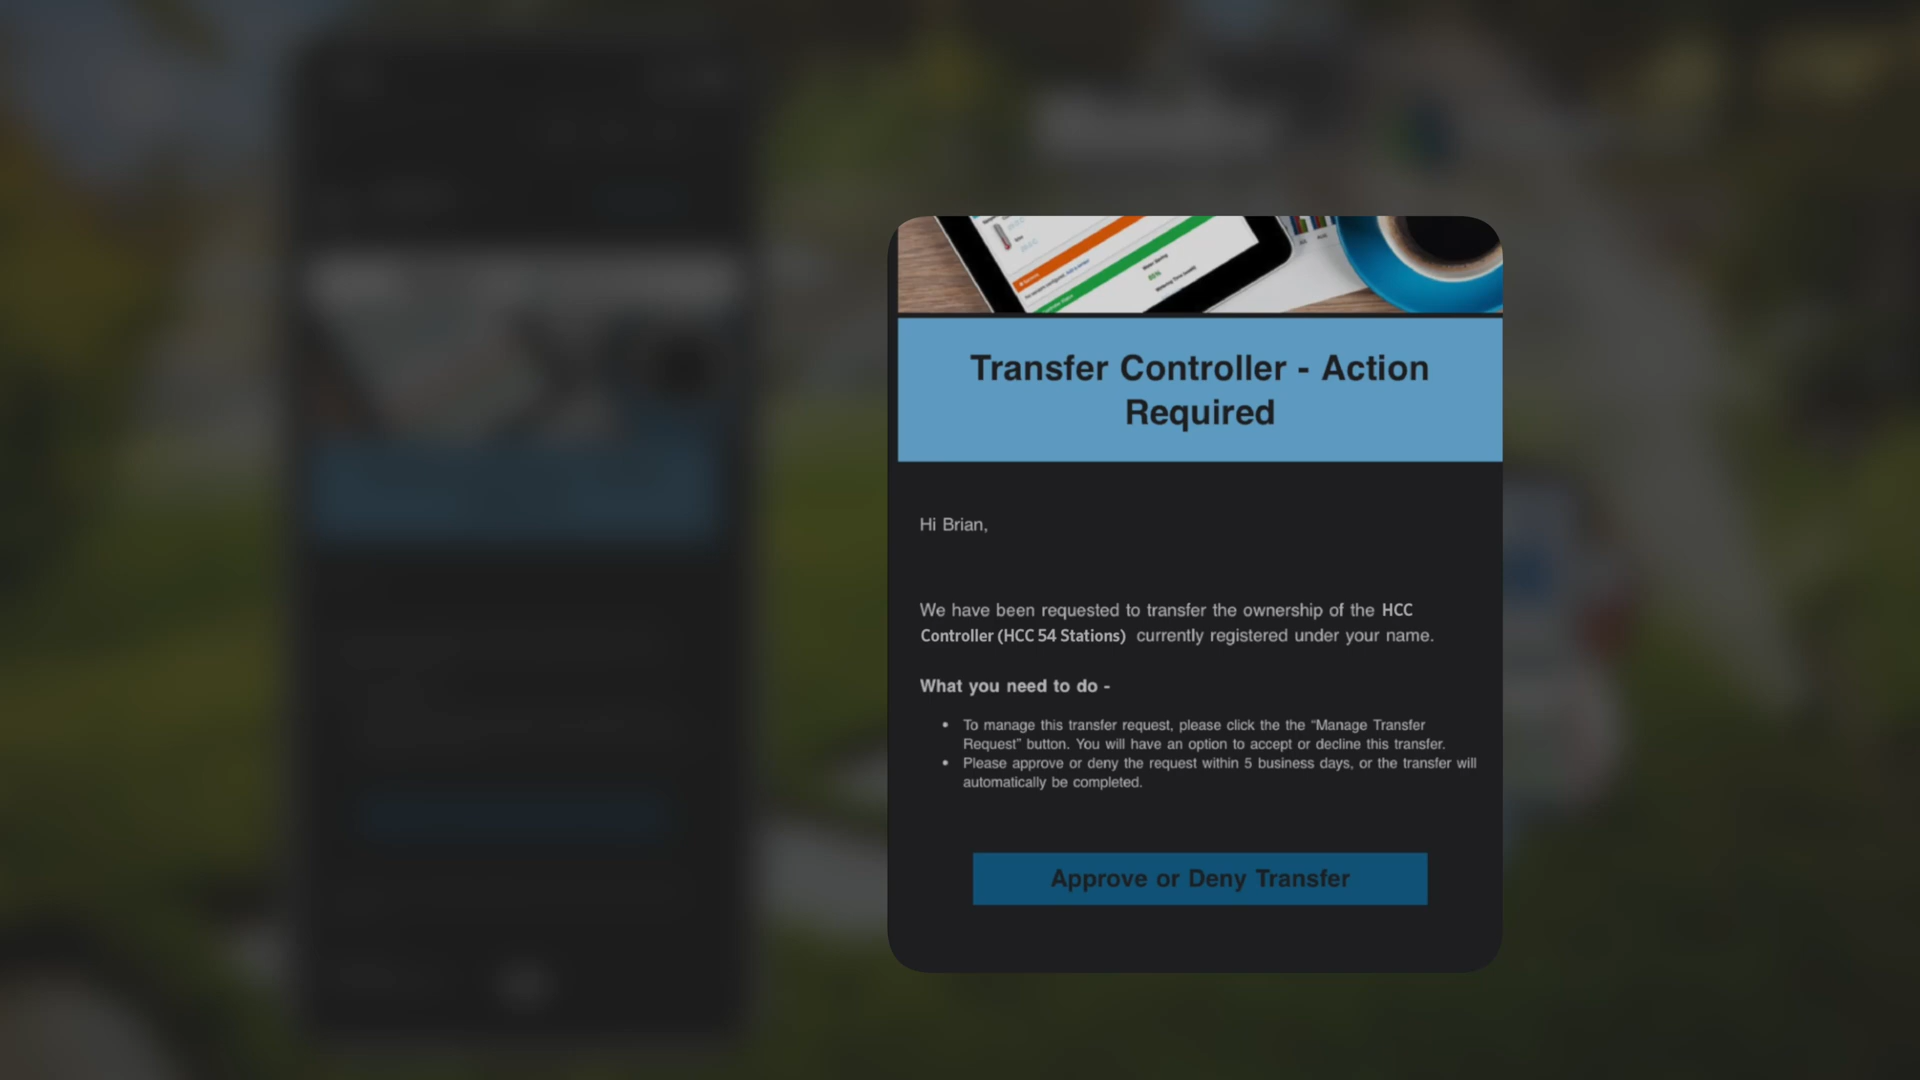 Transfer Controller - Action
Required
Hi Brian,
We have been requested to transfer the ownership of the HCC
Controller (HCC 54 Stations) currently registered under your name.
What you need to do -
• To manage this transfer request, please click the the “Manage Transfer
Request” button. You will have an option to accept or decline this transfer.
• Please approve or deny the request within 5 business days, or the transfer will
automatically be completed.
Approve or Deny Transfer